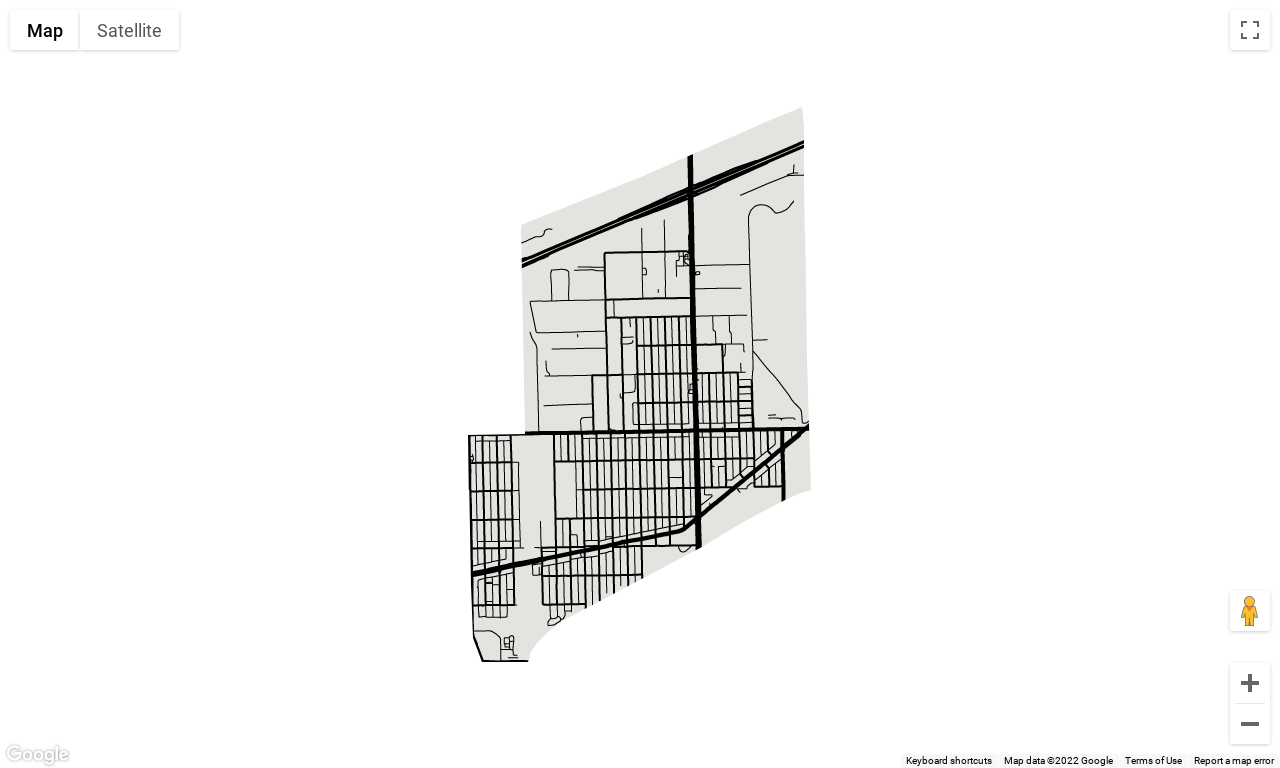 Map Satellite
Google
Keyboard shortcuts Map data ©2022 Google Terms of Use Report a map error